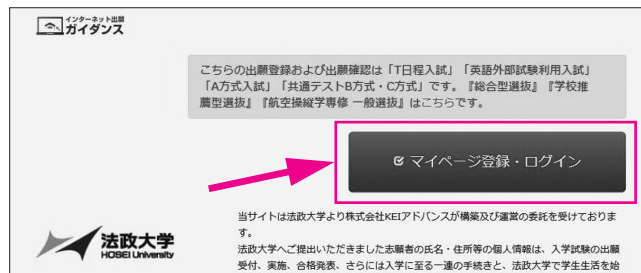 インターネット出願
ガイダンス
こちらの出願登録および出願確認は「T日程入試」「英語外部試験利用入試」
「A方式入試」「共通テストB方式・C方式」です。『総合型選抜』『学校推
薦型選抜』『航空操縦学専修 一般選抜』はこちらです。
マイページ登録・ログイン
当サイトは法政大学より株式会社KEIアドバンスが構築及び運営の委託を受けておりま
す。
法政大学
HOSEI University
法政大学へご提出いただきました志願者の氏名・住所等の個人情報は、入学試験の出願
受付、実施、合格発表、さらには入学に至る一連の手続きと、法政大学で学生生活を始